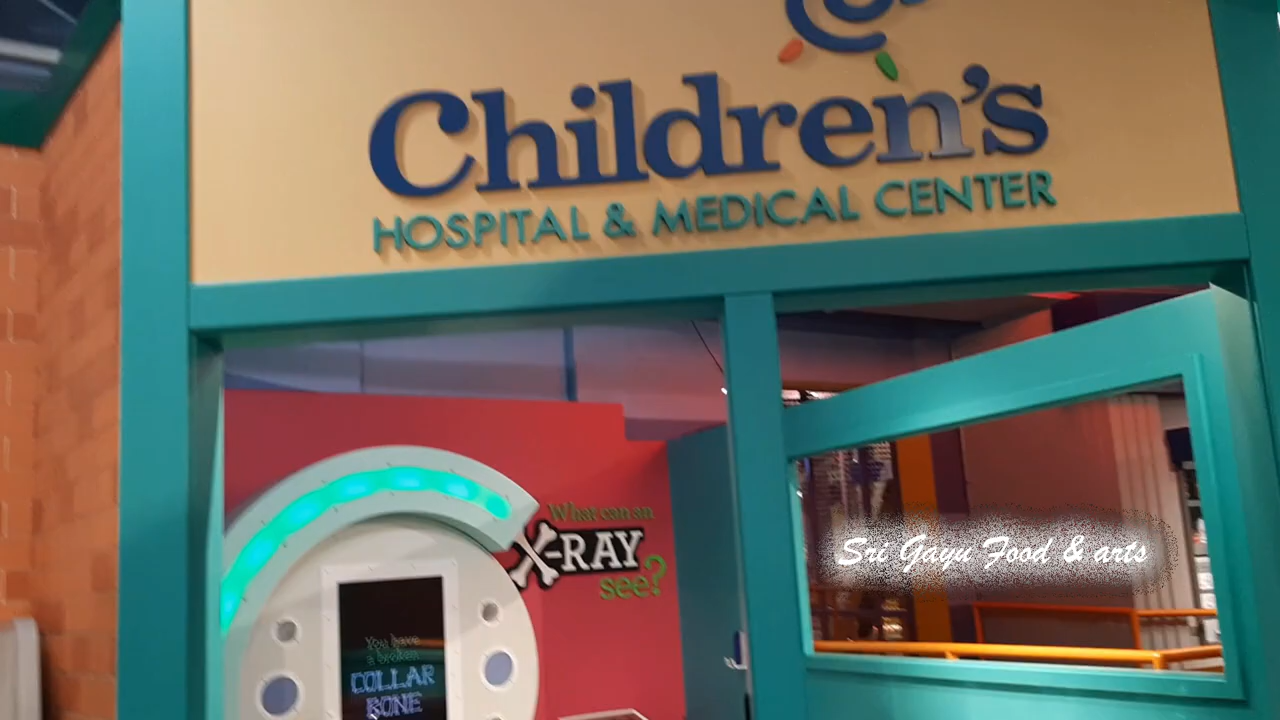 Children's
HOSPITAL & MEDICAL CENTER
What can an
X-RAY
see?
Sri Gayu Food & arts
You have
a broken
COLLAR
BONE